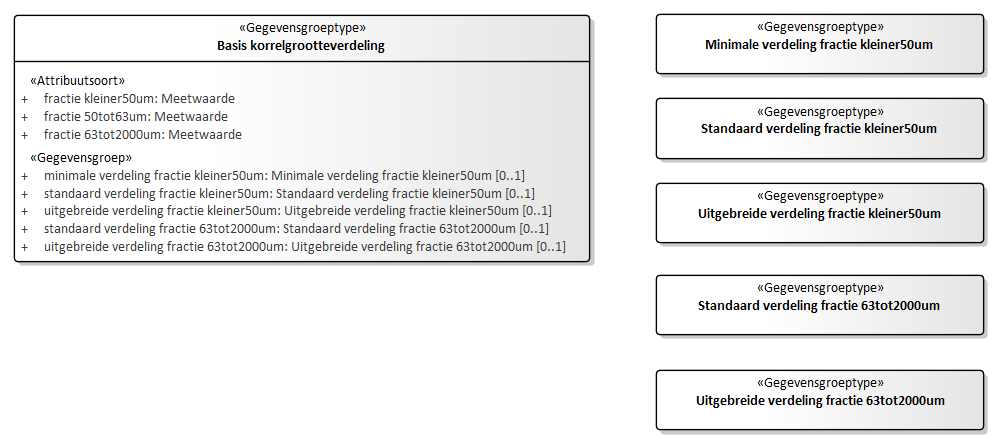 «Gegevensgroeptype»
Basis korrelgrootteverdeling
«Attribuutsoort»
+ fractie kleiner50um: Meetwaarde
+ fractie 50tot63um: Meetwaarde
+ fractie 63tot2000um: Meetwaarde
«Gegevensgroep»
+ minimale verdeling fractie kleiner50um: Minimale verdeling fractie kleiner50um [0..1]
+ standaard verdeling fractie kleiner50um: Standaard verdeling fractie kleiner50um [0..1]
+ uitgebreide verdeling fractie kleiner50um: Uitgebreide verdeling fractie kleiner50um [0..1]
+ standaard verdeling fractie 63tot2000um: Standaard verdeling fractie 63tot2000um [0..1]
+ uitgebreide verdeling fractie 63tot2000um: Uitgebreide verdeling fractie 63tot2000um [0..1]
«Gegevensgroeptype»
Minimale verdeling fractie kleiner50um
«Gegevensgroeptype»
Standaard verdeling fractie kleiner50um
«Gegevensgroeptype»
Uitgebreide verdeling fractie kleiner50um
«Gegevensgroeptype»
Standaard verdeling fractie 63tot2000um
«Gegevensgroeptype»
Uitgebreide verdeling fractie 63tot2000um